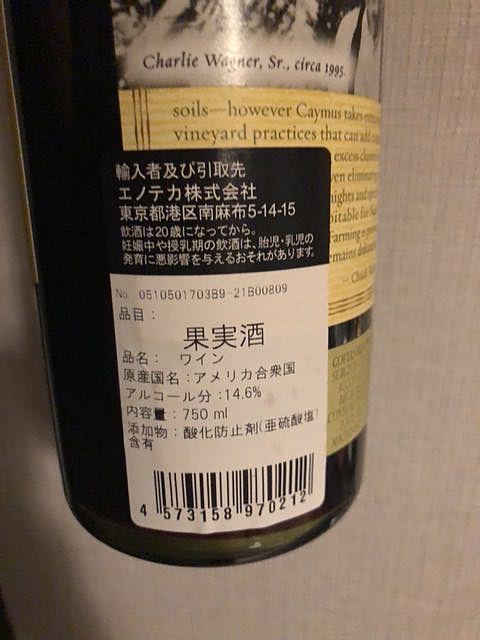 Charlie Wagner, Sr., circa 1995.
soils—however Caymus takes
vineyard practices that can add
excess
eliminating
nights and
Farming
remains
輸入者及び引取先
エノテカ株式会社
東京都港区南麻布5-14-15
飲酒は20歳になってから。
妊娠中や授乳期の飲酒は、胎児・乳児の
発育に悪影響を与えるおそれがあります。
No. 0510501703B9-21B00809
品目：
果実酒
品名： ワイン
原産国名：アメリカ合衆国
アルコール分：14.6%
内容量：750 ml
添加物：酸化防止剤(亜硫酸塩)
含有
4 573158 970212